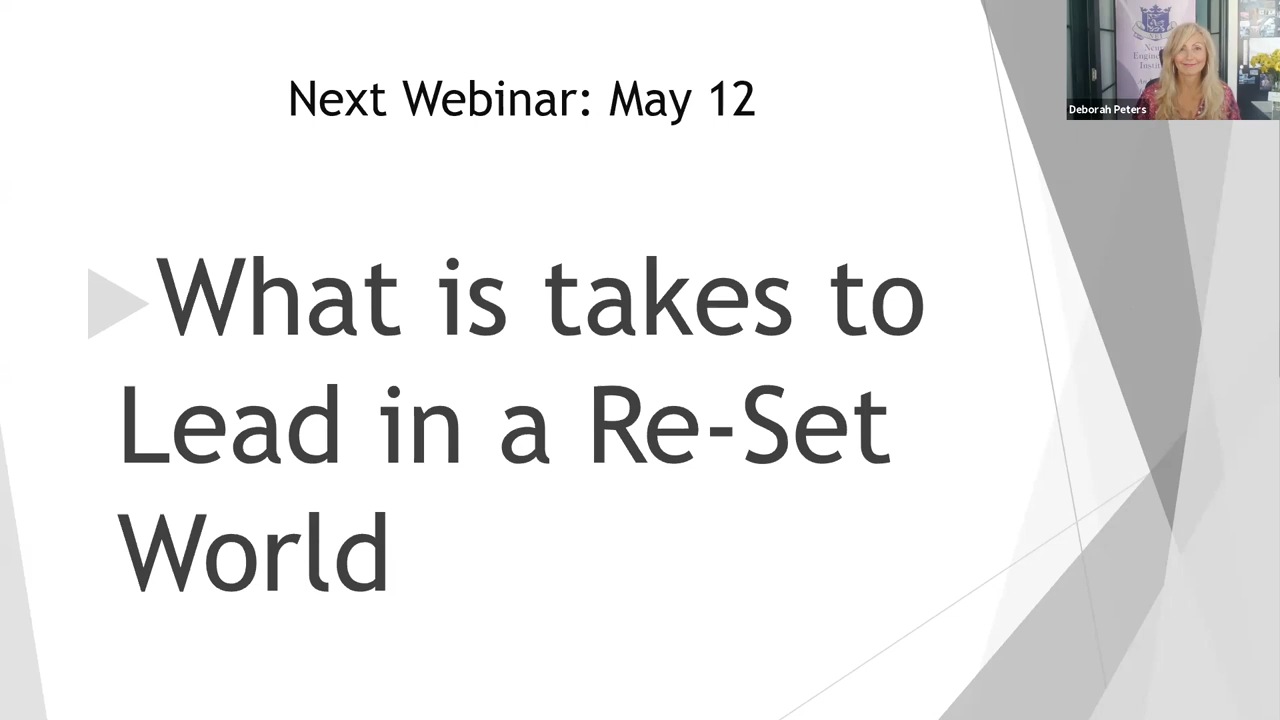 Next Webinar: May 12
What is takes to
Lead in a Re-Set
World
Deborah Peters